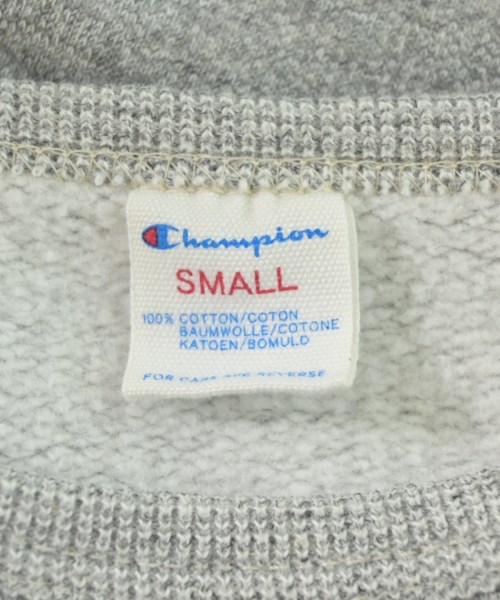 Champion
SMALL
100% COTTON/COTON
BAUMWOLLE/COTONE
KATOEN/BOMULD
FOR CARE SEE REVERSE